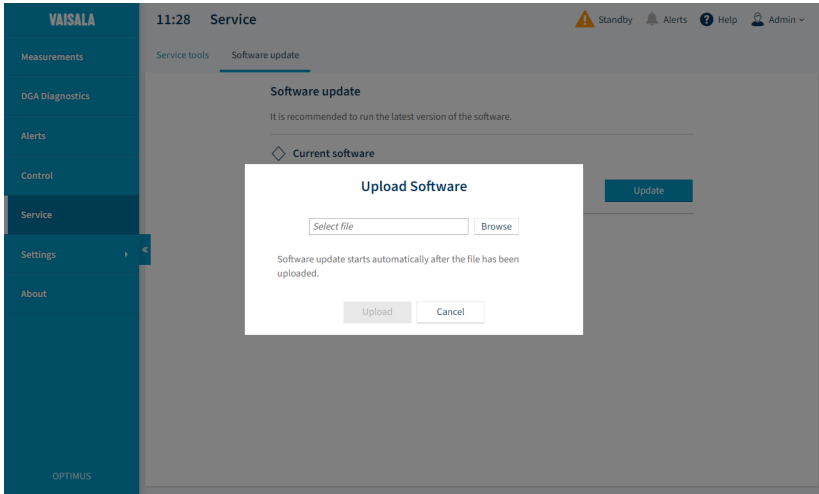 VAISALA
11:28 Service
Standby Alerts Help Admin
Measurements
DGA Diagnostics
Alerts
Control
Service
Settings
About
OPTIMUS
Service tools Software update
Software update
It is recommended to run the latest version of the software.
Current software
Update
Upload Software
Select file Browse
Software update starts automatically after the file has been
uploaded.
Upload Cancel